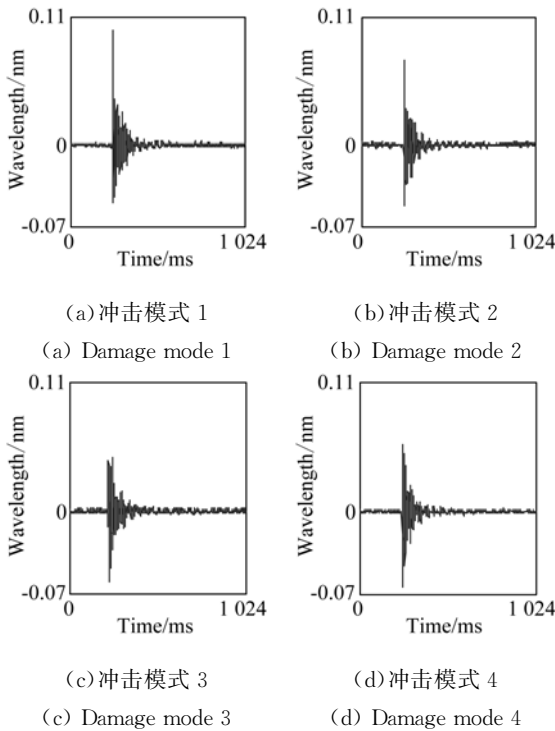 0.11
0.11
Wavelength/nm
Wavelength/nm
0
0
-0.07
-0.07
0
1 024
0
1 024
Time/ms
Time/ms
(a)冲击模式 1
(b)冲击模式 2
(a) Damage mode 1
(b) Damage mode 2
0.11
0.11
Wavelength/nm
Wavelength/nm
0
0
-0.07
-0.07
0
1 024
0
1 024
Time/ms
Time/ms
(c)冲击模式 3
(d)冲击模式 4
(c) Damage mode 3
(d) Damage mode 4